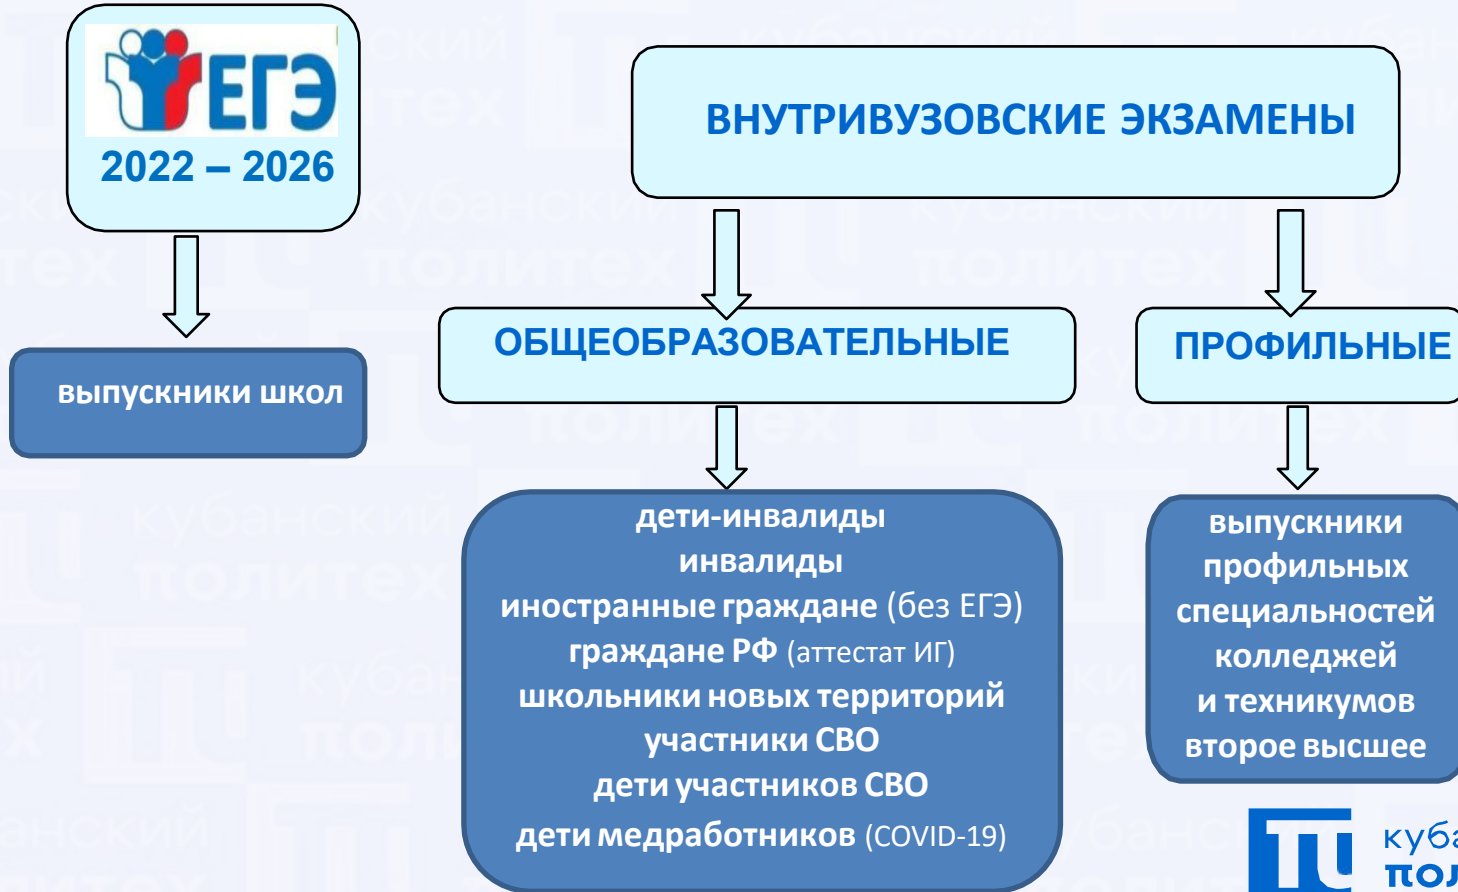 ЕГЭ
2022 – 2026
ВНУТРИВУЗОВСКИЕ ЭКЗАМЕНЫ
выпускники школ
ОБЩЕОБРАЗОВАТЕЛЬНЫЕ
ПРОФИЛЬНЫЕ
дети-инвалиды
инвалиды
иностранные граждане (без ЕГЭ)
граждане РФ (аттестат ИГ)
школьники новых территорий
участники СВО
дети участников СВО
дети медработников (COVID-19)
выпускники
профильных
специальностей
колледжей
и техникумов
второе высшее